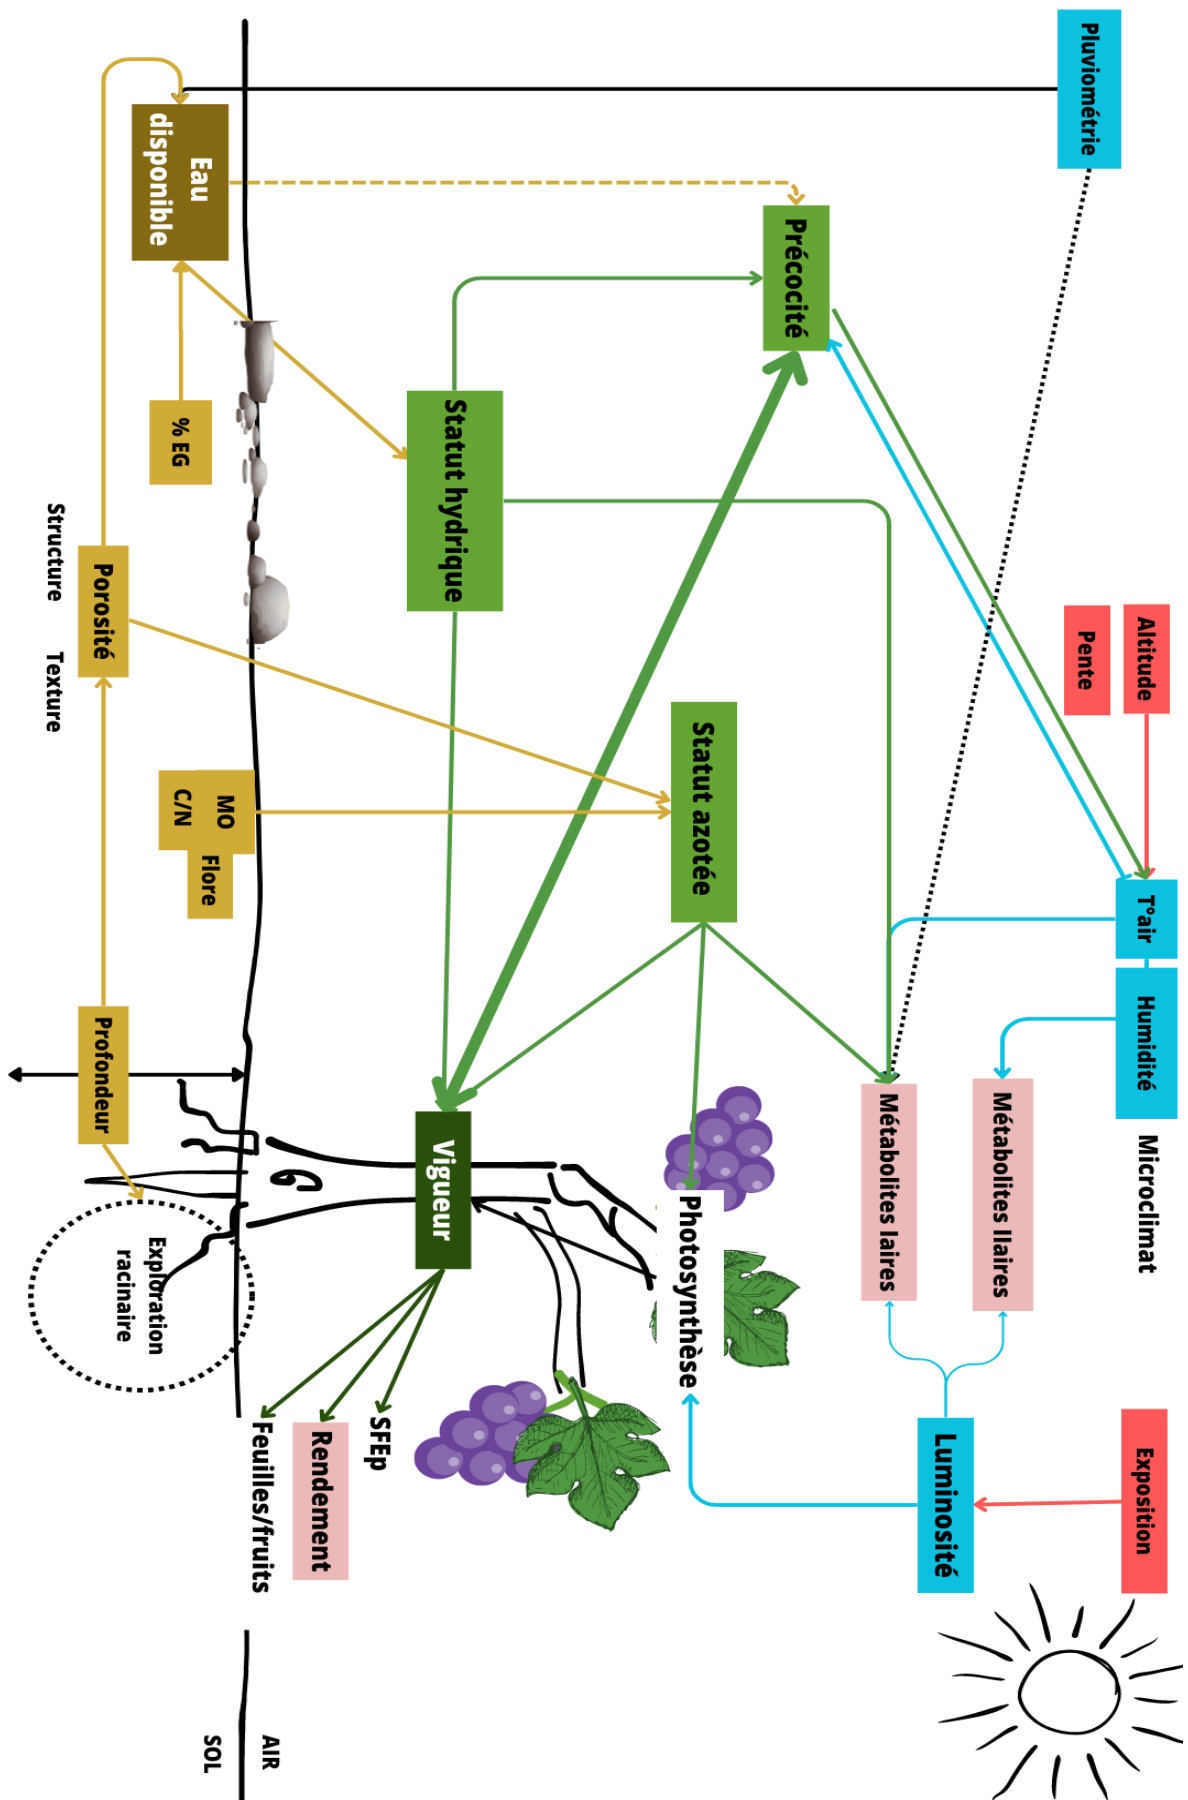 Pluviométrie
Altitude
Pente
T°air
Humidité
Microclimat
Exposition
Métabolites IIaires
Luminosité
Métabolites Iaires
Précocité
Statut azotée
Photosynthèse
Statut hydrique
Vigueur
SFEp
Rendement
Feuilles/fruits
AIR
SOL
Eau
disponible
% EG
MO
C/N
Flore
Exploration
racinaire
Porosité
Profondeur
Structure Texture